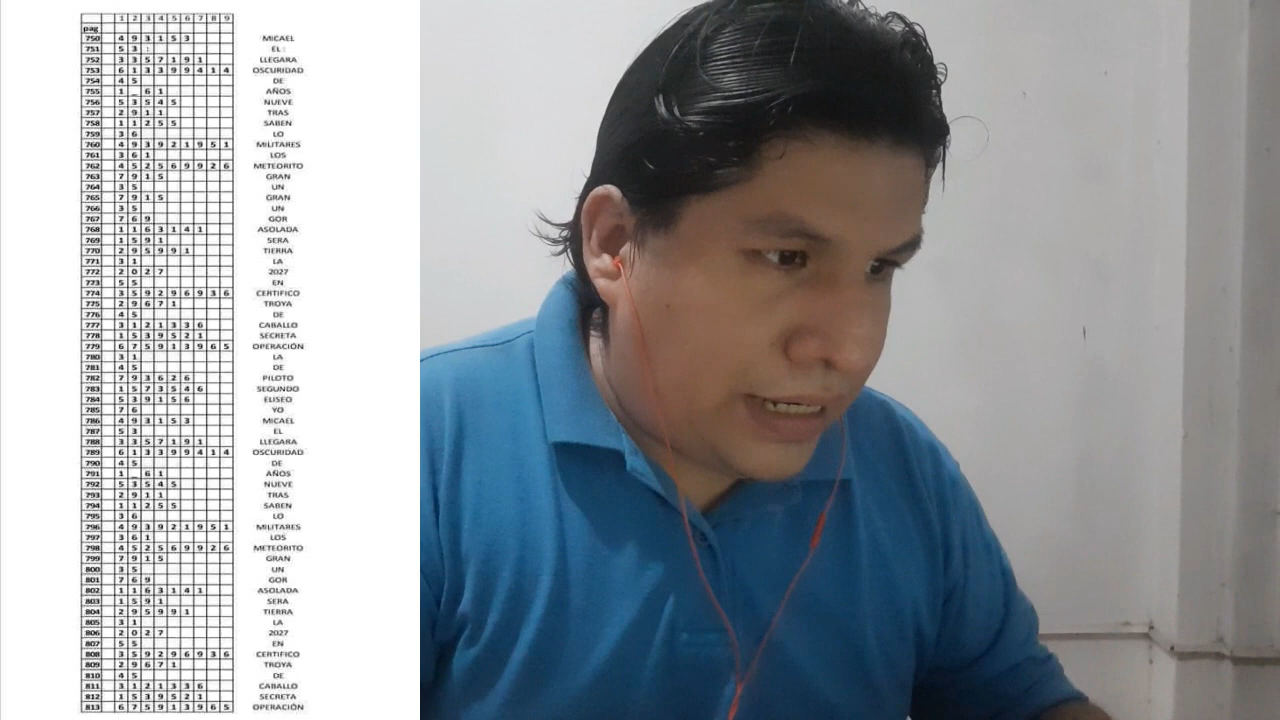 1 2 3 4 5 6 7 8 9
pag
750 4 9 3 1 5 3 MICAEL
751 5 3 : EL :
752 3 3 5 7 1 9 1 LLEGARA
753 6 1 3 3 9 9 4 1 4 OSCURIDAD
754 4 5 DE
755 1 _ 6 1 AÑOS
756 5 3 5 4 5 NUEVE
757 2 9 1 1 TRAS
758 1 1 2 5 5 SABEN
759 3 6 LO
760 4 9 3 9 2 1 9 5 1 MILITARES
761 3 6 1 LOS
762 4 5 2 5 6 9 9 2 6 METEORITO
763 7 9 1 5 GRAN
764 3 5 UN
765 7 9 1 5 GRAN
766 3 5 UN
767 7 6 9 GOR
768 1 1 6 3 1 4 1 ASOLADA
769 1 5 9 1 SERA
770 2 9 5 9 9 1 TIERRA
771 3 1 LA
772 2 0 2 7 2027
773 5 5 EN
774 3 5 9 2 9 6 9 3 6 CERTIFICO
775 2 9 6 7 1 TROYA
776 4 5 DE
777 3 1 2 1 3 3 6 CABALLO
778 1 5 3 9 5 2 1 SECRETA
779 6 7 5 9 1 3 9 6 5 OPERACIÓN
780 3 1 LA
781 4 5 DE
782 7 9 3 6 2 6 PILOTO
783 1 5 7 3 5 4 6 SEGUNDO
784 5 3 9 1 5 6 ELISEO
785 7 6 YO
786 4 9 3 1 5 3 MICAEL
787 5 3 EL
788 3 3 5 7 1 9 1 LLEGARA
789 6 1 3 3 9 9 4 1 4 OSCURIDAD
790 4 5 DE
791 1 _ 6 1 AÑOS
792 5 3 5 4 5 NUEVE
793 2 9 1 1 TRAS
794 1 1 2 5 5 SABEN
795 3 6 LO
796 4 9 3 9 2 1 9 5 1 MILITARES
797 3 6 1 LOS
798 4 5 2 5 6 9 9 2 6 METEORITO
799 7 9 1 5 GRAN
800 3 5 UN
801 7 6 9 GOR
802 1 1 6 3 1 4 1 ASOLADA
803 1 5 9 1 SERA
804 2 9 5 9 9 1 TIERRA
805 3 1 LA
806 2 0 2 7 2027
807 5 5 EN
808 3 5 9 2 9 6 9 3 6 CERTIFICO
809 2 9 6 7 1 TROYA
810 4 5 DE
811 3 1 2 1 3 3 6 CABALLO
812 1 5 3 9 5 2 1 SECRETA
813 6 7 5 9 1 3 9 6 5 OPERACIÓN